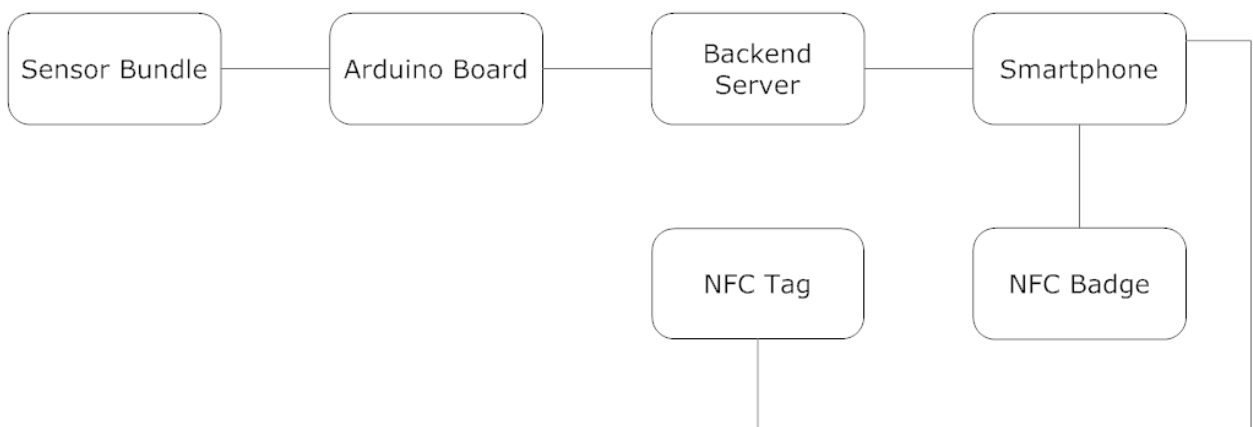 Sensor Bundle
Arduino Board
Backend
Server
Smartphone
NFC Tag
NFC Badge